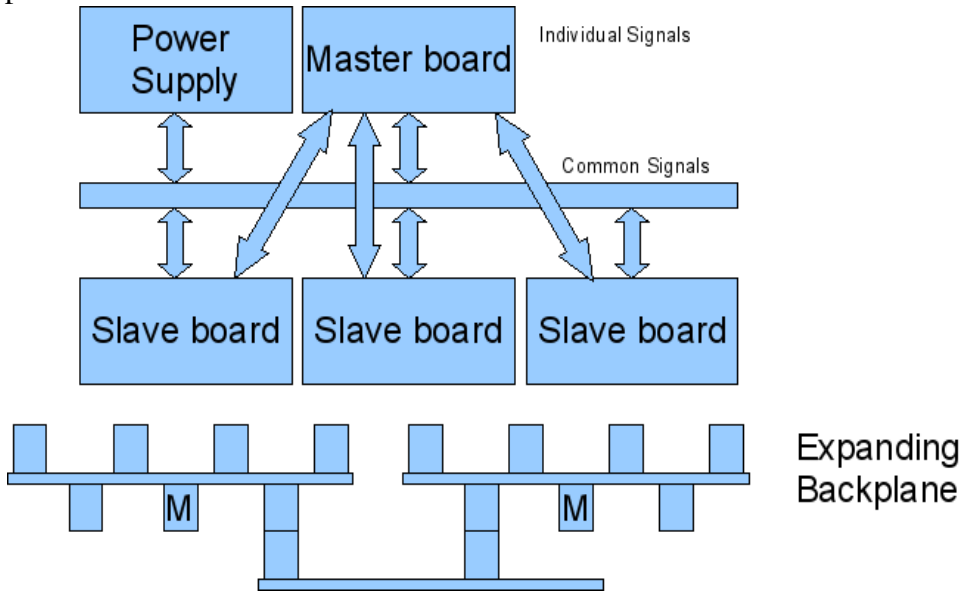 Power
Supply
Master board
Individual Signals
Common Signals
Slave board
Slave board
Slave board
M
M
Expanding
Backplane